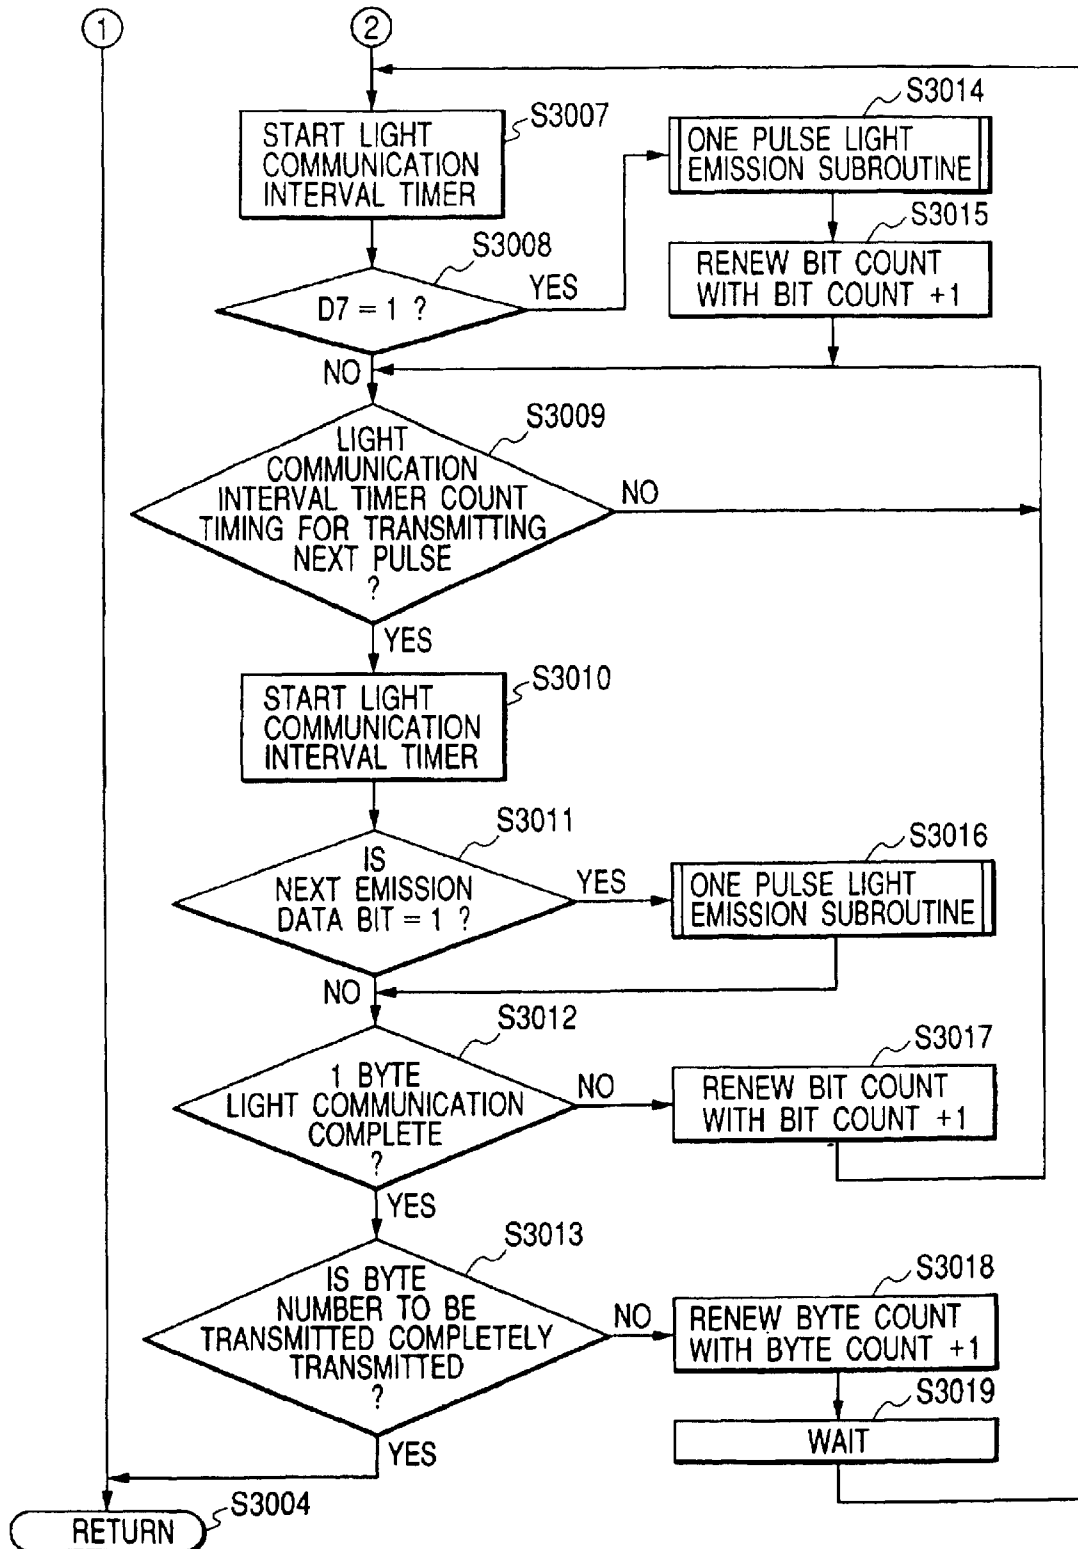 1
2
START LIGHT
COMMUNICATION
INTERVAL TIMER
S3007
D7 = 1 ?
S3008
YES
NO
S3014
ONE PULSE LIGHT
EMISSION SUBROUTINE
S3015
RENEW BIT COUNT
WITH BIT COUNT +1
S3009
LIGHT
COMMUNICATION
INTERVAL TIMER COUNT
TIMING FOR TRANSMITTING
NEXT PULSE
?
NO
YES
S3010
START LIGHT
COMMUNICATION
INTERVAL TIMER
S3011
IS
NEXT EMISSION
DATA BIT = 1 ?
YES
NO
S3016
ONE PULSE LIGHT
EMISSION SUBROUTINE
S3012
1 BYTE
LIGHT COMMUNICATION
COMPLETE
?
NO
YES
S3017
RENEW BIT COUNT
WITH BIT COUNT +1
S3013
IS BYTE
NUMBER TO BE
TRANSMITTED COMPLETELY
TRANSMITTED
?
NO
YES
S3018
RENEW BYTE COUNT
WITH BYTE COUNT +1
S3019
WAIT
S3004
RETURN